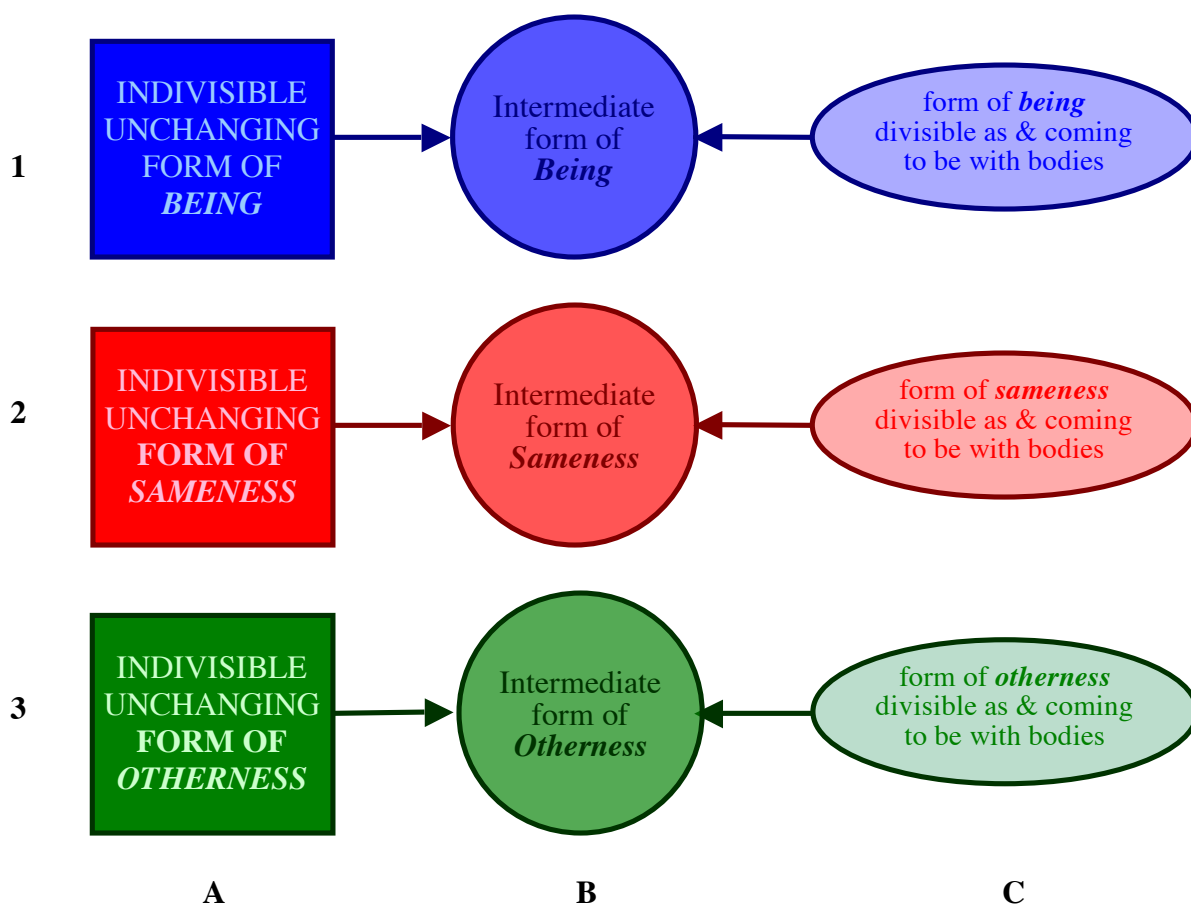 INDIVISIBLE
UNCHANGING
FORM OF
BEING
Intermediate
form of
Being
form of being
divisible as & coming
to be with bodies
1
INDIVISIBLE
UNCHANGING
FORM OF
SAMENESS
Intermediate
form of
Sameness
form of sameness
divisible as & coming
to be with bodies
2
INDIVISIBLE
UNCHANGING
FORM OF
OTHERNESS
Intermediate
form of
Otherness
form of otherness
divisible as & coming
to be with bodies
3
A
B
C